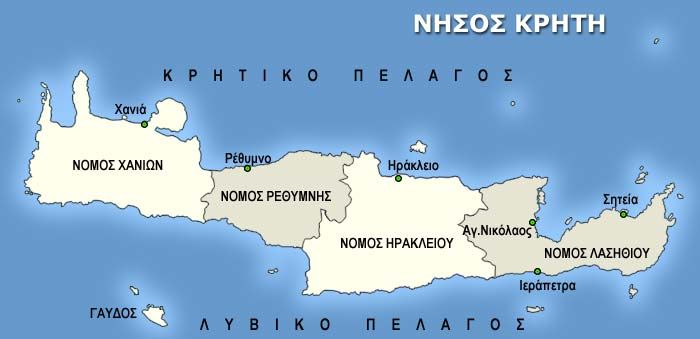 ΝΗΣΟΣ ΚΡΗΤΗ
ΚΡΗΤΙΚΟ ΠΕΛΑΓΟΣ
Χανιά
Ρέθυμνο
Ηράκλειο
ΝΟΜΟΣ ΧΑΝΙΩΝ
ΝΟΜΟΣ ΡΕΘΥΜΝΗΣ
Σητεία
Αγ.Νικόλαος
ΝΟΜΟΣ ΗΡΑΚΛΕΙΟΥ
ΝΟΜΟΣ ΛΑΣΗΘΙΟΥ
Ιεράπετρα
ΓΑΥΔΟΣ
ΛΥΒΙΚΟ ΠΕΛΑΓΟΣ